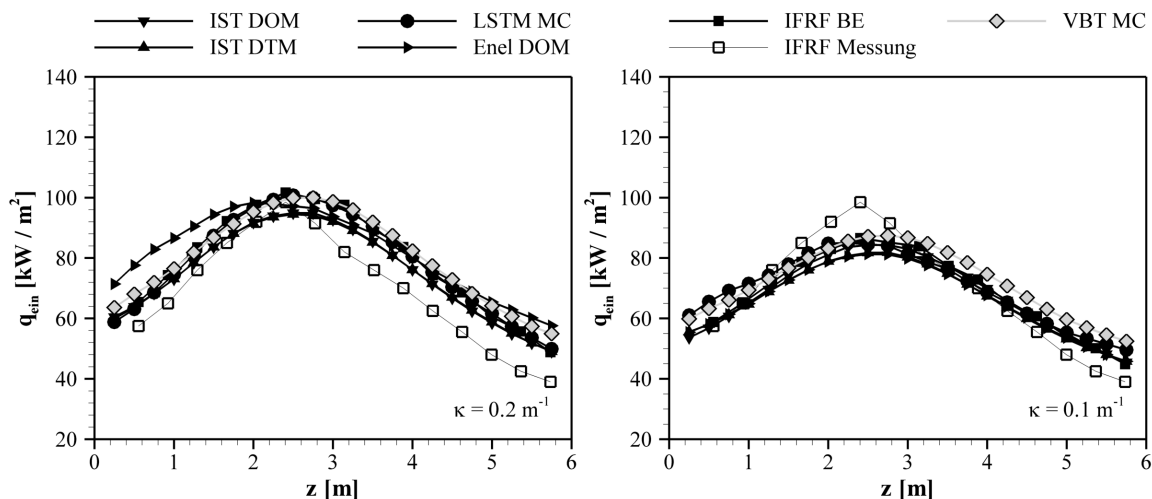 IST DOM LSTM MC IFRF BE VBT MC
IST DTM Enel DOM IFRF Messung
140
120
100
80
60
40
20
q_ein [kW / m²]
0 1 2 3 4 5 6
z [m]
κ = 0.2 m⁻¹
140
120
100
80
60
40
20
q_ein [kW / m²]
0 1 2 3 4 5 6
z [m]
κ = 0.1 m⁻¹